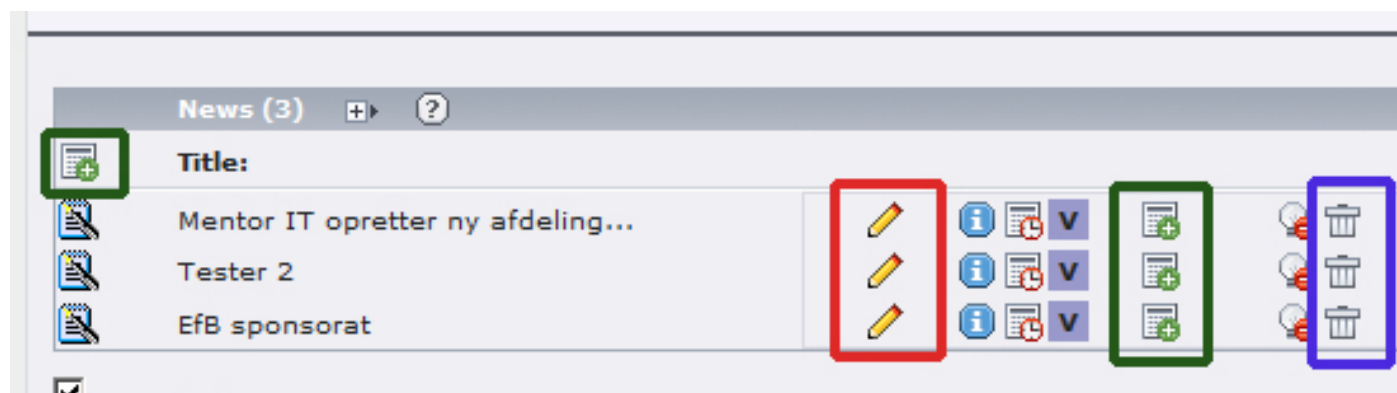 News (3)
Title:
Mentor IT opretter ny afdeling... V
Tester 2 V
EfB sponsorat V